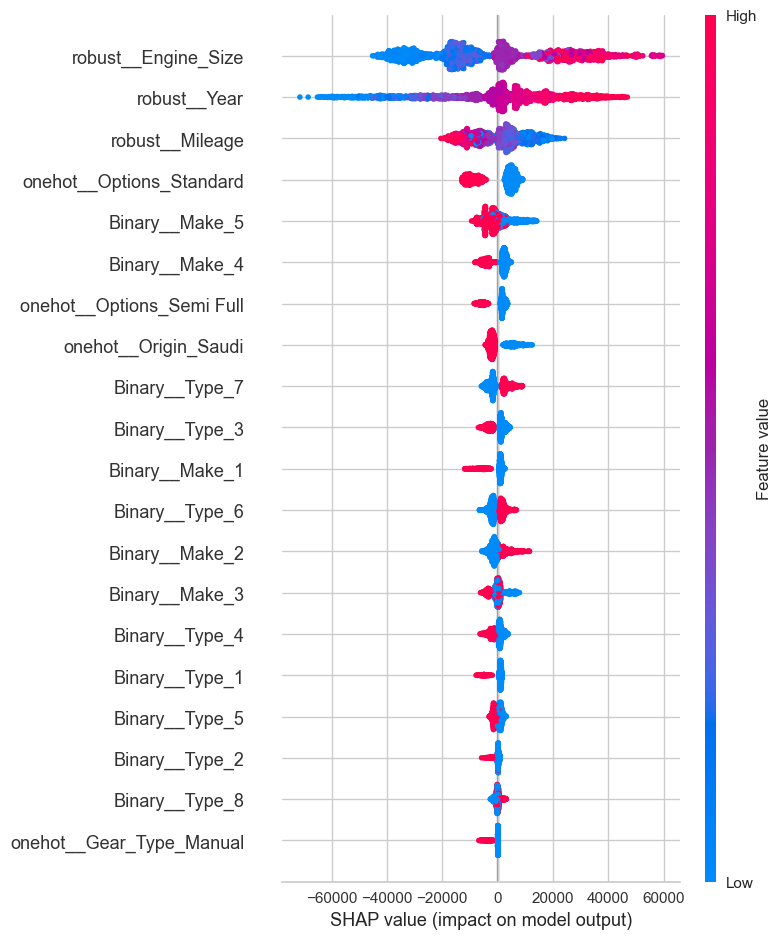 High
robust__Engine_Size
robust__Year
robust__Mileage
onehot__Options_Standard
Binary__Make_5
Binary__Make_4
onehot__Options_Semi Full
onehot__Origin_Saudi
Binary__Type_7
Binary__Type_3
Binary__Make_1
Binary__Type_6
Binary__Make_2
Binary__Make_3
Binary__Type_4
Binary__Type_1
Binary__Type_5
Binary__Type_2
Binary__Type_8
onehot__Gear_Type_Manual
Feature value
Low
−60000 −40000 −20000 0 20000 40000 60000
SHAP value (impact on model output)